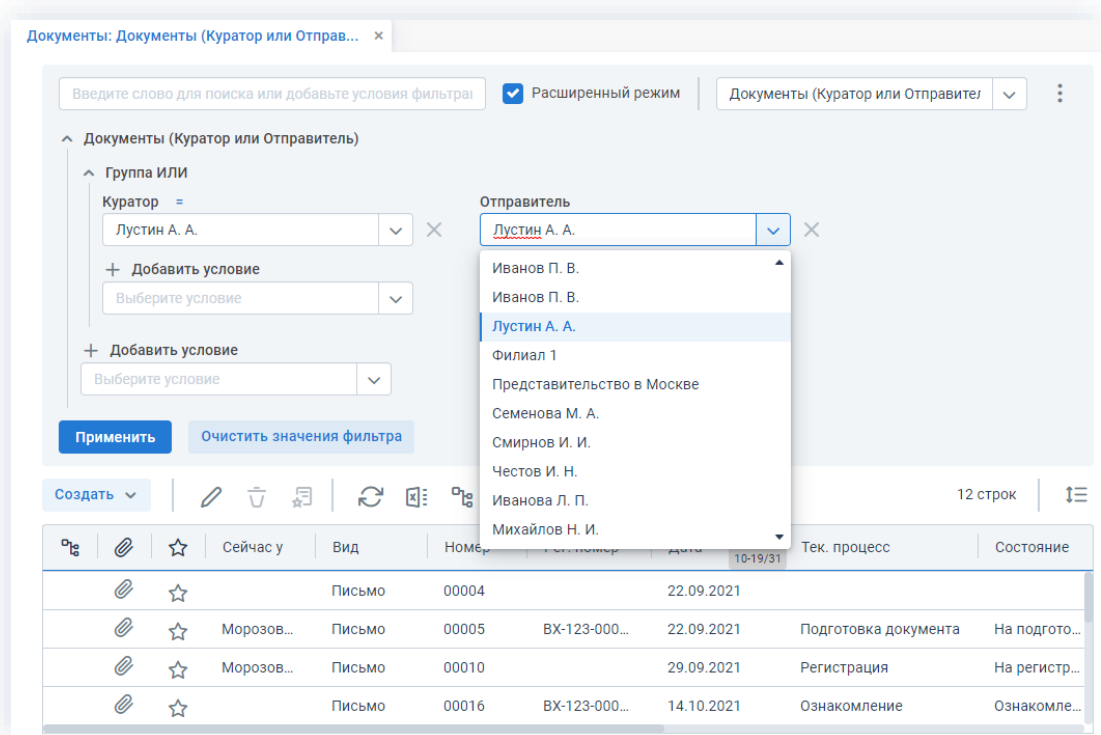 Документы: Документы (Куратор или Отправ... ×
Введите слово для поиска или добавьте условия фильтрац
Расширенный режим
Документы (Куратор или Отправител
Документы (Куратор или Отправитель)
Группа ИЛИ
Куратор =
Отправитель
Лустин А. А.
Лустин А. А.
Добавить условие
Выберите условие
Добавить условие
Выберите условие
Иванов П. В.
Иванов П. В.
Лустин А. А.
Филиал 1
Представительство в Москве
Семенова М. А.
Смирнов И. И.
Честов И. Н.
Иванова Л. П.
Михайлов Н. И.
10-19/31
Применить
Очистить значения фильтра
Создать
12 строк
Сейчас у Вид Номер Рег. номер Дата Тек. процесс Состояние
Письмо 00004 22.09.2021
Морозов... Письмо 00005 ВХ-123-000... 22.09.2021 Подготовка документа На подгото...
Морозов... Письмо 00010 29.09.2021 Регистрация На регистр...
Письмо 00016 ВХ-123-000... 14.10.2021 Ознакомление Ознакомле...